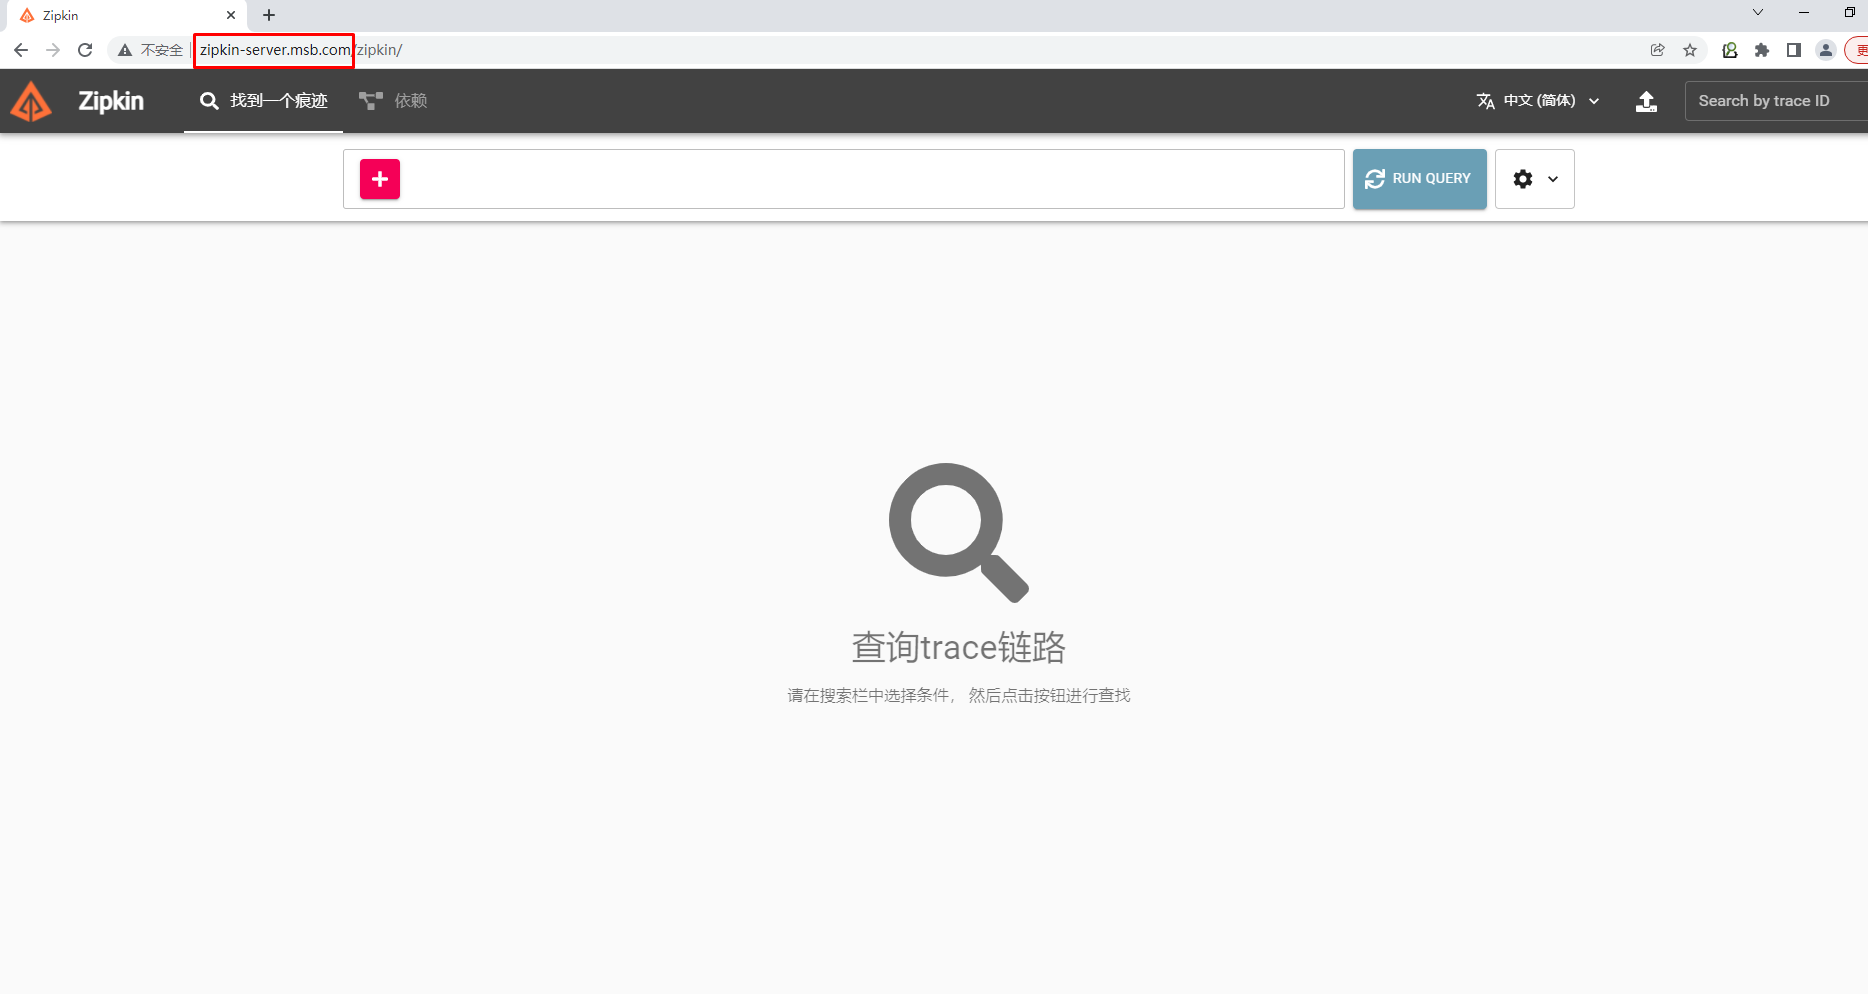 Zipkin
不安全 zipkin-server.msb.com/zipkin/
更
Zipkin 找到一个痕迹 依赖 中文 (简体) Search by trace ID
RUN QUERY
查询trace链路
请在搜索栏中选择条件， 然后点击按钮进行查找